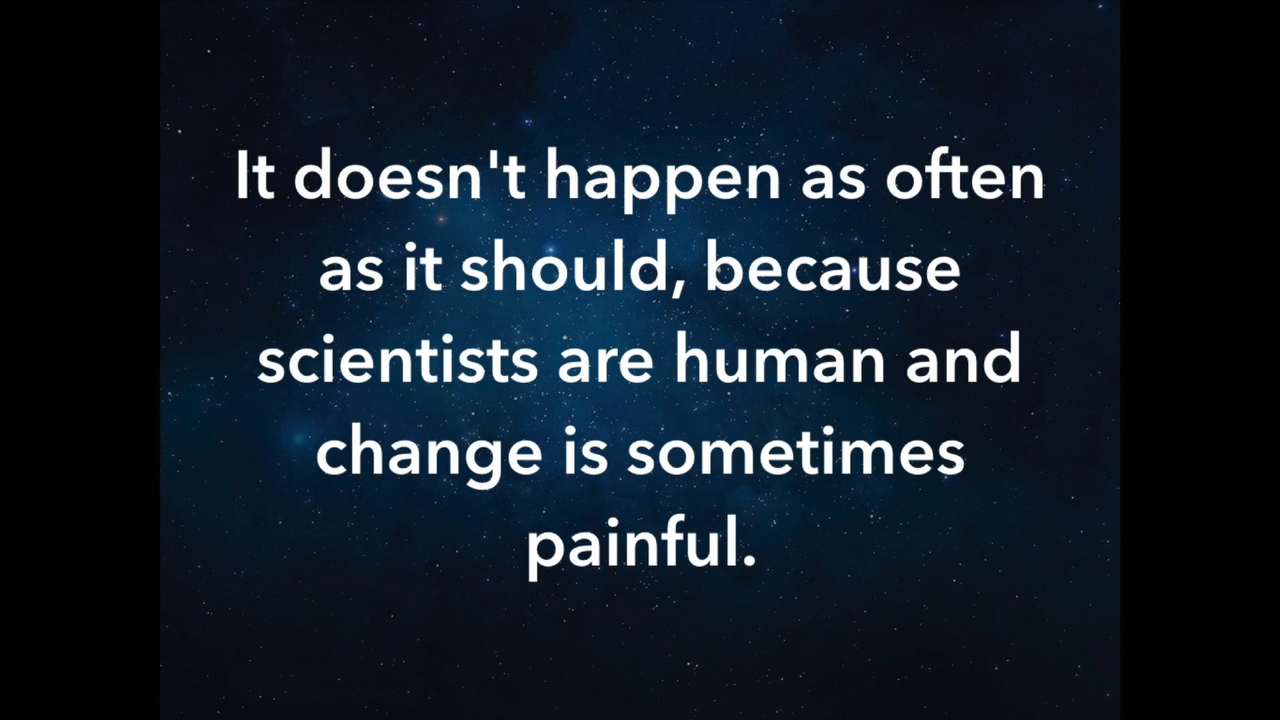 It doesn't happen as often
as it should, because
scientists are human and
change is sometimes
painful.